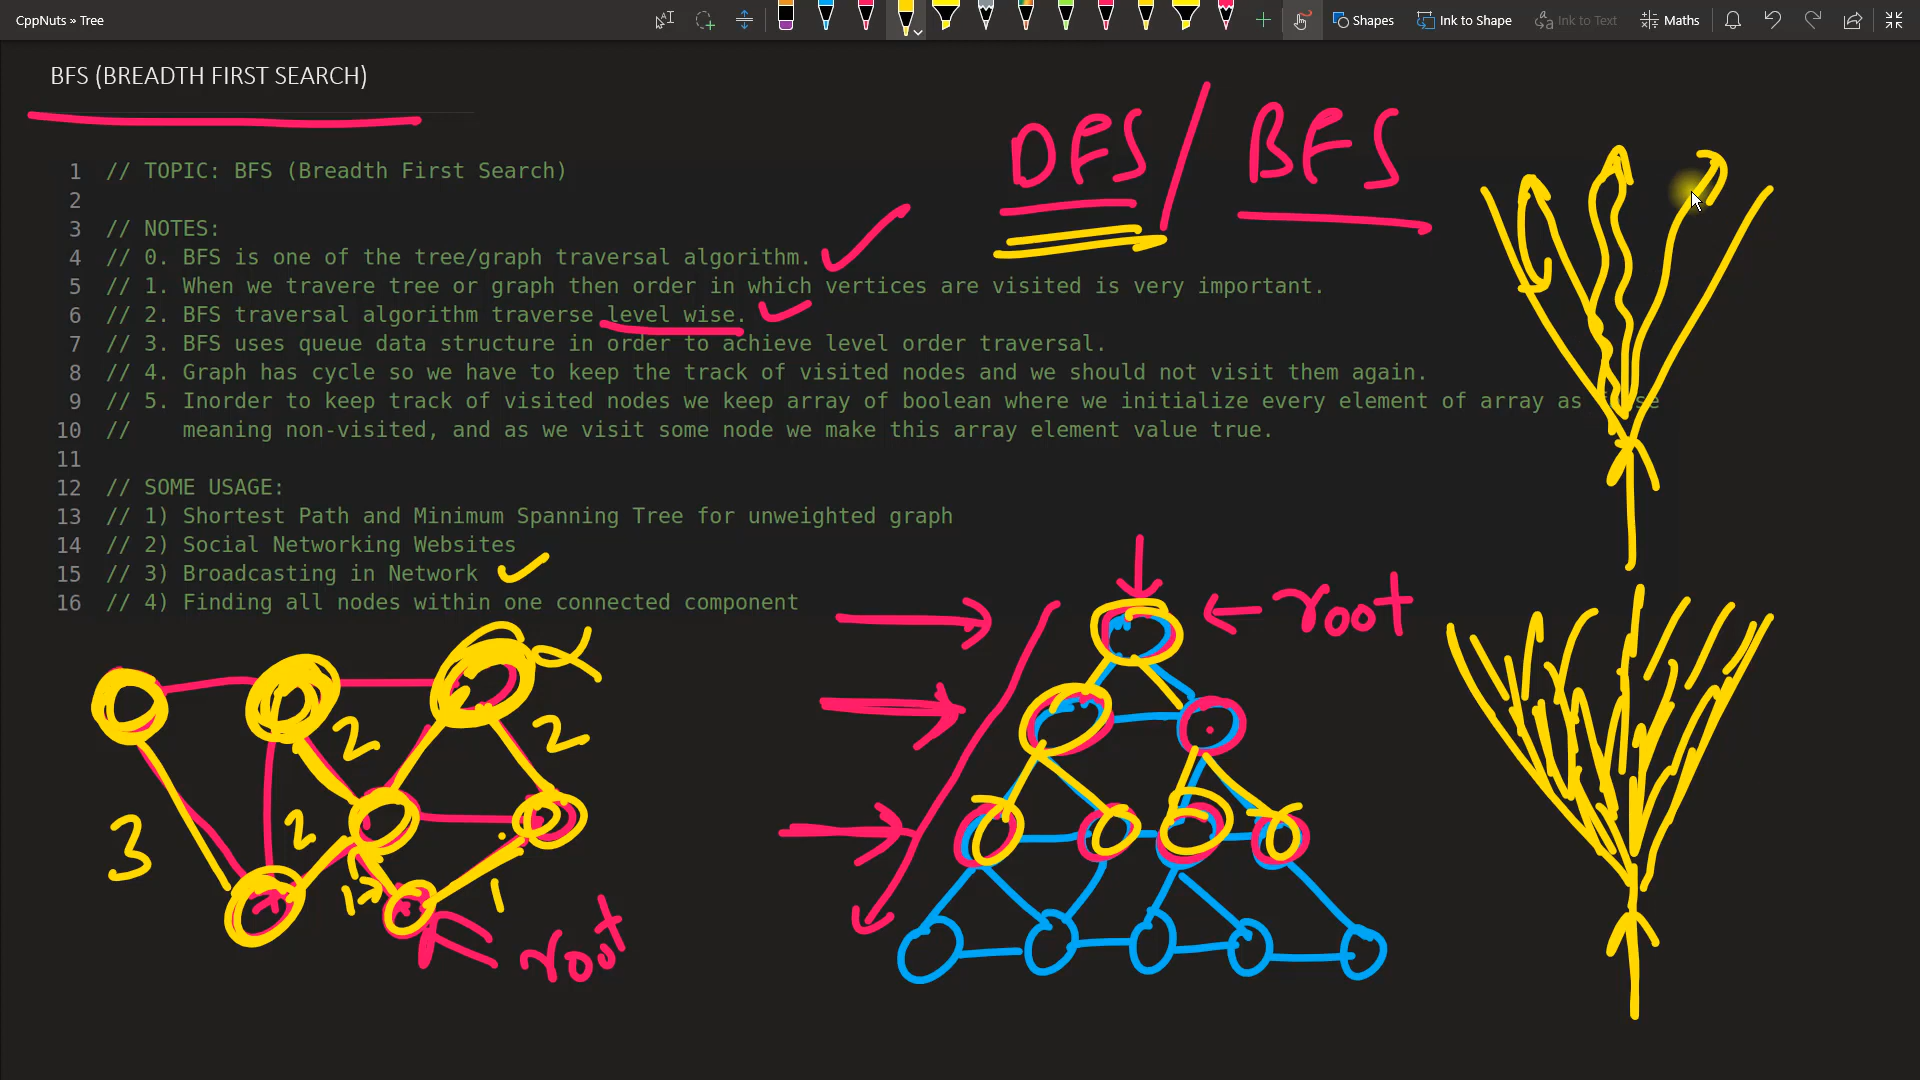 CppNuts » Tree
Shapes
Ink to Shape
Ink to Text
Maths
BFS (BREADTH FIRST SEARCH)
DFS / BFS
1 // TOPIC: BFS (Breadth First Search)
2
3 // NOTES:
4 // 0. BFS is one of the tree/graph traversal algorithm.
5 // 1. When we travere tree or graph then order in which vertices are visited is very important.
6 // 2. BFS traversal algorithm traverse level wise.
7 // 3. BFS uses queue data structure in order to achieve level order traversal.
8 // 4. Graph has cycle so we have to keep the track of visited nodes and we should not visit them again.
9 // 5. Inorder to keep track of visited nodes we keep array of boolean where we initialize every element of array as
10 // meaning non-visited, and as we visit some node we make this array element value true.
11
12 // SOME USAGE:
13 // 1) Shortest Path and Minimum Spanning Tree for unweighted graph
14 // 2) Social Networking Websites
15 // 3) Broadcasting in Network
16 // 4) Finding all nodes within one connected component
root
2
2
2
3
1
1
root